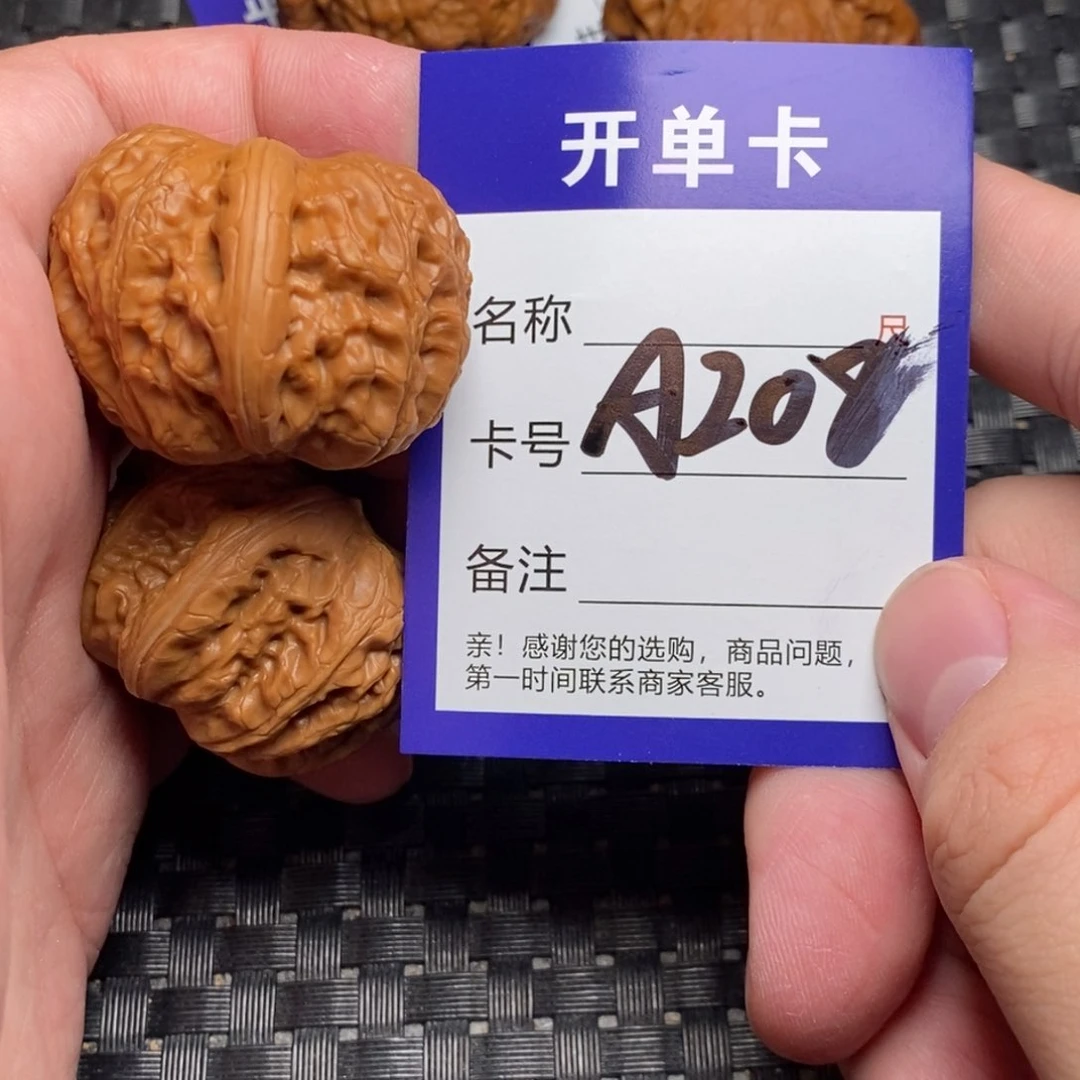 开单卡
名称
尺
卡号 A208
备注
亲！感谢您的选购，商品问题，
第一时间联系商家客服。